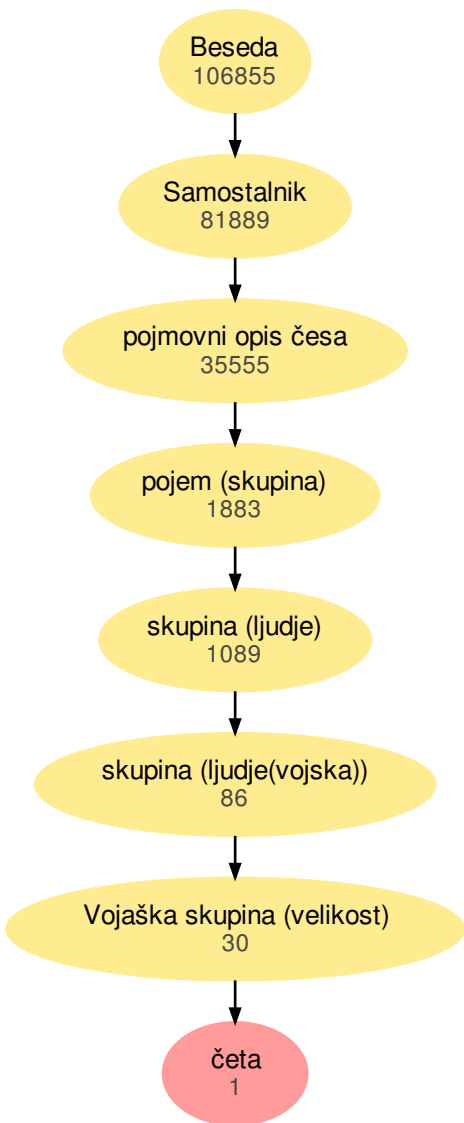 Beseda
106855
Samostalnik
81889
pojmovni opis česa
35555
pojem (skupina)
1883
skupina (ljudje)
1089
skupina (ljudje(vojska))
86
Vojaška skupina (velikost)
30
četa
1